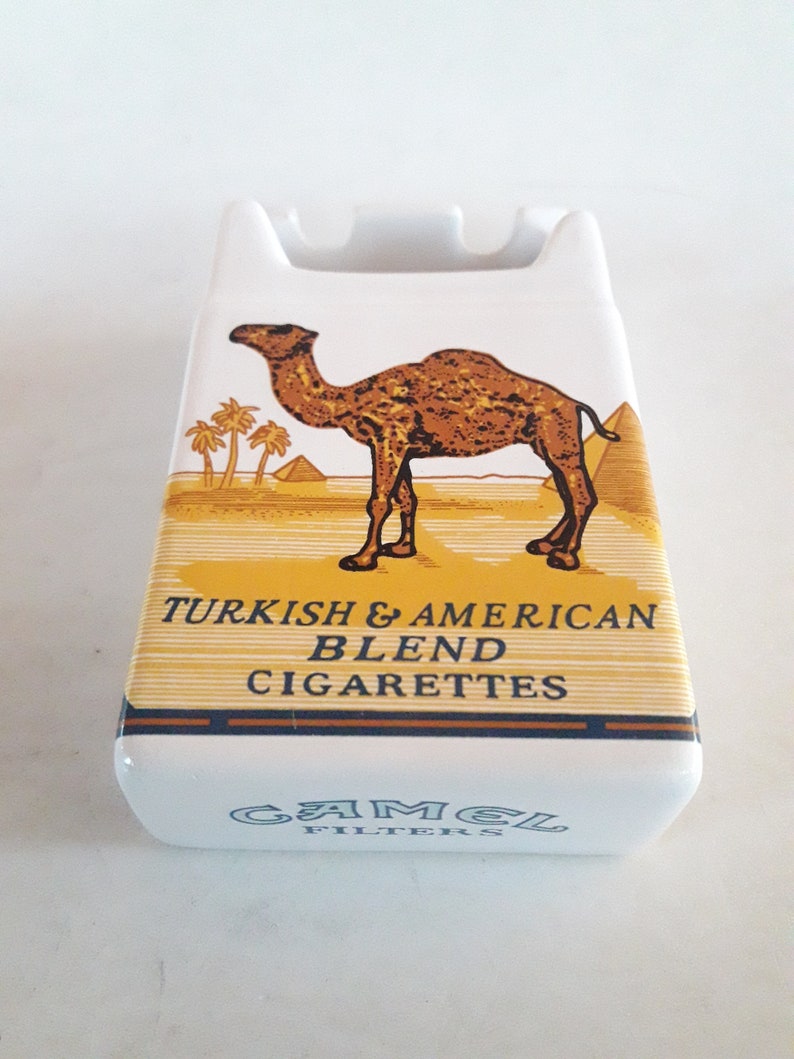 TURKISH & AMERICAN
BLEND
CIGARETTES
CAMEL
FILTERS